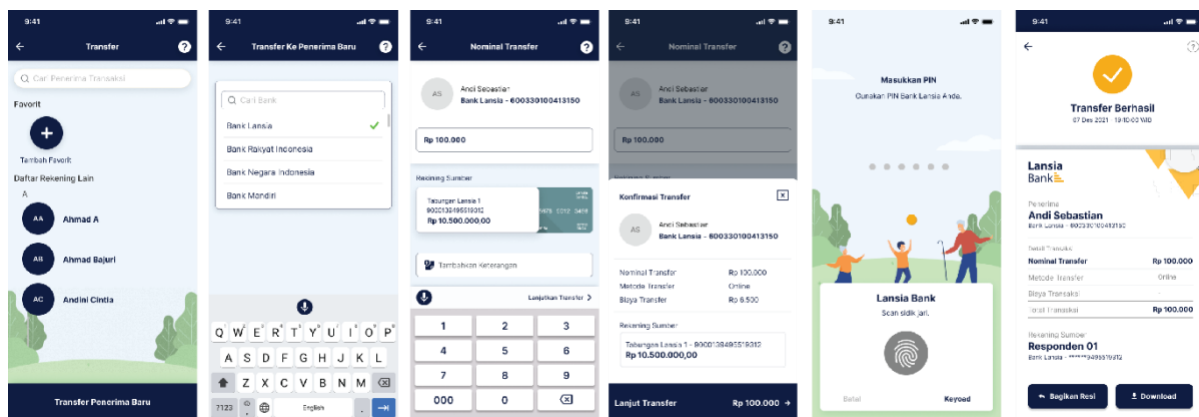 9:41
Transfer
?
Cari Penerima Transaksi
Favorit
+
Tambah Favorit
Daftar Rekening Lain
A
AA Ahmad A
AB Ahmad Bajuri
AC Andini Cintia
Transfer Penerima Baru
9:41
Transfer Ke Penerima Baru
?
Cari Bank
Bank Lansia
Bank Rakyat Indonesia
Bank Negara Indonesia
Bank Mandiri
Q W E R T Y U I O P
A S D F G H J K L
Z X C V B N M
?123 English .
9:41
Nominal Transfer
?
AS
Andi Sebastian
Bank Lansia - 600330100413150
Rp 100.000
Rekening Sumber
Tabungan Lansia 1
Rp 10.500.000,00
Tambahkan Keterangan
Lanjutkan Transfer
1 2 3
4 5 6
7 8 9
000 0
9:41
Nominal Transfer
?
AS
Andi Sebastian
Bank Lansia - 600330100413150
Rp 100.000
Konfirmasi Transfer
AS
Andi Sebastian
Bank Lansia - 600330100413150
Nominal Transfer Rp 100.000
Metode Transfer Online
Biaya Transfer Rp 6.500
Rekening Sumber
Rp 10.500.000,00
Lanjut Transfer Rp 100.000
9:41
Masukkan PIN
Gunakan PIN Bank Lansia Anda.
Lansia Bank
Scan sidik jari.
Batal Keypad
9:41
?
Transfer Berhasil
07 Des 2021
Lansia
Bank
Penerima
Andi Sebastian
Bank Lansia - 600330100413150
Detail Transaksi
Nominal Transfer Rp 100.000
Metode Transfer Online
Biaya Transaksi
Total Transaksi Rp 100.000
Rekening Sumber
Responden 01
Bagikan Resi
Download